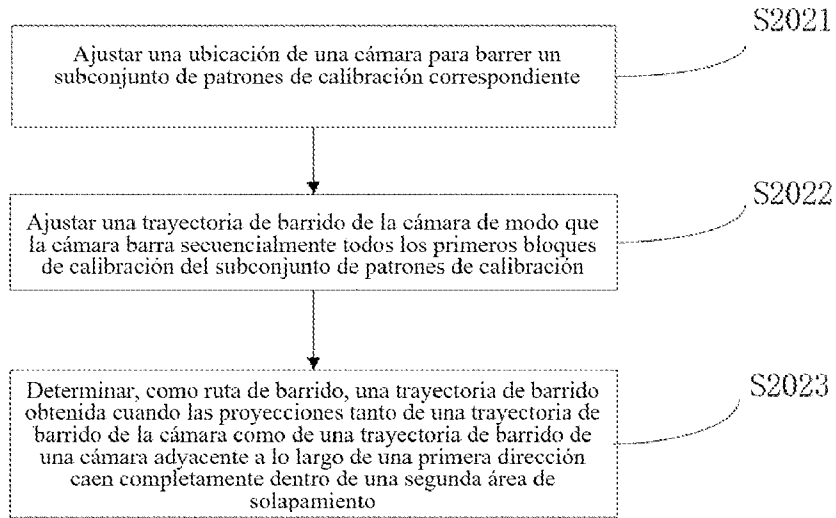 S2021
Ajustar una ubicación de una cámara para barrer un
subconjunto de patrones de calibración correspondiente
S2022
Ajustar una trayectoria de barrido de la cámara de modo que
la cámara barra secuencialmente todos los primeros bloques
de calibración del subconjunto de patrones de calibración
S2023
Determinar, como ruta de barrido, una trayectoria de barrido
obtenida cuando las proyecciones tanto de una trayectoria de
barrido de la cámara como de una trayectoria de barrido de
una cámara adyacente a lo largo de una primera dirección
caen completamente dentro de una segunda área de
solapamiento